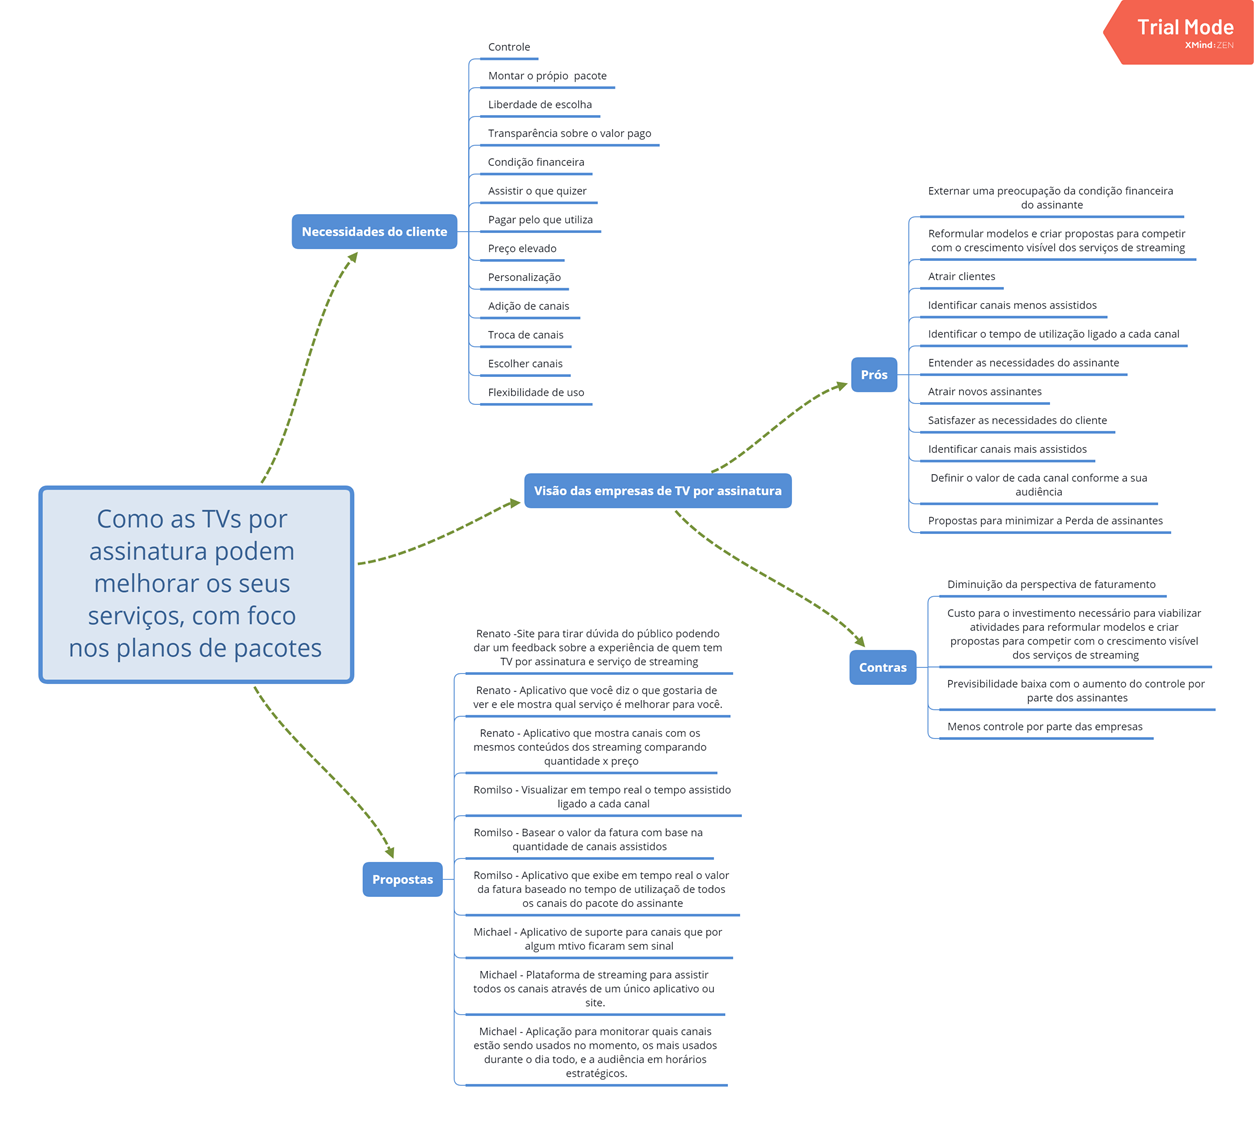 Trial Mode
XMind:ZEN
Controle
Montar o própio  pacote
Liberdade de escolha
Transparência sobre o valor pago
Condição financeira
Assistir o que quizer
Pagar pelo que utiliza
Preço elevado
Personalização
Adição de canais
Troca de canais
Escolher canais
Flexibilidade de uso
Necessidades do cliente
Externar uma preocupação da condição financeira
do assinante
Reformular modelos e criar propostas para competir
com o crescimento visível dos serviços de streaming
Atrair clientes
Identificar canais menos assistidos
Identificar o tempo de utilização ligado a cada canal
Entender as necessidades do assinante
Atrair novos assinantes
Satisfazer as necessidades do cliente
Identificar canais mais assistidos
Definir o valor de cada canal conforme a sua
audiência
Propostas para minimizar a Perda de assinantes
Prós
Visão das empresas de TV por assinatura
Como as TVs por
assinatura podem
melhorar os seus
serviços, com foco
nos planos de pacotes
Diminuição da perspectiva de faturamento
Custo para o investimento necessário para viabilizar
atividades para reformular modelos e criar
propostas para competir com o crescimento visível
dos serviços de streaming
Previsibilidade baixa com o aumento do controle por
parte dos assinantes
Menos controle por parte das empresas
Contras
Renato -Site para tirar dúvida do público podendo
dar um feedback sobre a experiência de quem tem
TV por assinatura e serviço de streaming
Renato - Aplicativo que você diz o que gostaria de
ver e ele mostra qual serviço é melhorar para você.
Renato - Aplicativo que mostra canais com os
mesmos conteúdos dos streaming comparando
quantidade x preço
Romilso - Visualizar em tempo real o tempo assistido
ligado a cada canal
Romilso - Basear o valor da fatura com base na
quantidade de canais assistidos
Romilso - Aplicativo que exibe em tempo real o valor
da fatura baseado no tempo de utilizaçaõ de todos
os canais do pacote do assinante
Michael - Aplicativo de suporte para canais que por
algum mtivo ficaram sem sinal
Michael - Plataforma de streaming para assistir
todos os canais através de um único aplicativo ou
site.
Michael - Aplicação para monitorar quais canais
estão sendo usados no momento, os mais usados
durante o dia todo, e a audiência em horários
estratégicos.
Propostas